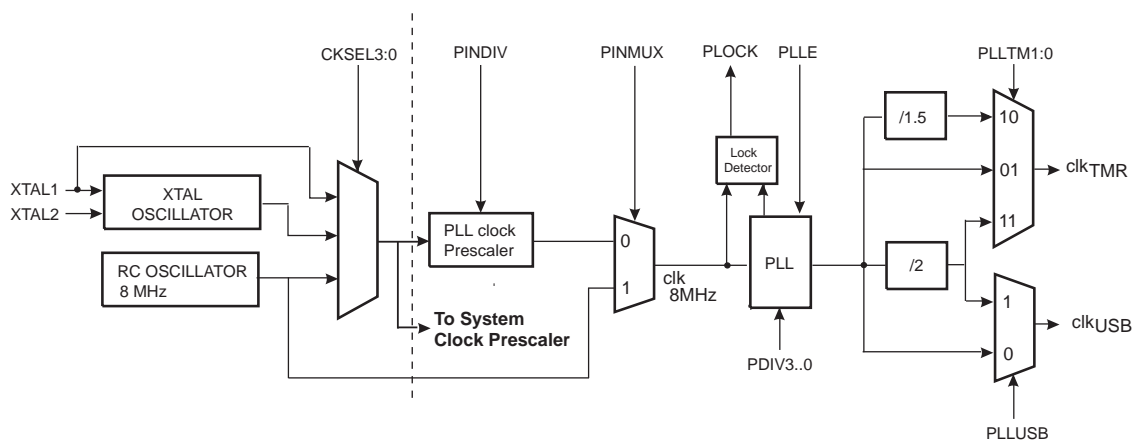 CKSEL3:0
PINDIV
PINMUX
PLOCK
PLLE
PLLTM1:0
XTAL1
XTAL2
XTAL
OSCILLATOR
RC OSCILLATOR
8 MHz
PLL clock
Prescaler
To System
Clock Prescaler
0
1
clk
8MHz
Lock
Detector
PLL
PDIV3..0
/1.5
/2
10
01
11
clkTMR
1
0
clkUSB
PLLUSB